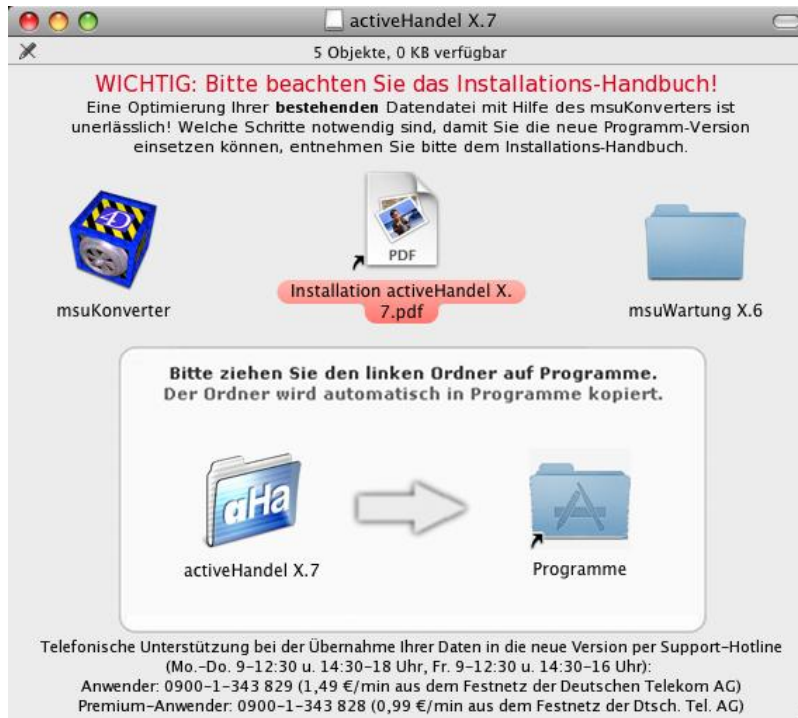 activeHandel X.7
5 Objekte, 0 KB verfügbar
WICHTIG: Bitte beachten Sie das Installations-Handbuch!
Eine Optimierung Ihrer bestehenden Datendatei mit Hilfe des msuKonverters ist
unerlässlich! Welche Schritte notwendig sind, damit Sie die neue Programm-Version
einsetzen können, entnehmen Sie bitte dem Installations-Handbuch.
4D
PDF
msuKonverter
Installation activeHandel X.
7.pdf
msuWartung X.6
Bitte ziehen Sie den linken Ordner auf Programme.
Der Ordner wird automatisch in Programme kopiert.
aHa
activeHandel X.7
Programme
Telefonische Unterstützung bei der Übernahme Ihrer Daten in die neue Version per Support-Hotline
(Mo.-Do. 9-12:30 u. 14:30-18 Uhr, Fr. 9-12:30 u. 14:30-16 Uhr):
Anwender: 0900-1-343 829 (1,49 €/min aus dem Festnetz der Deutschen Telekom AG)
Premium-Anwender: 0900-1-343 828 (0,99 €/min aus dem Festnetz der Dtsch. Tel. AG)